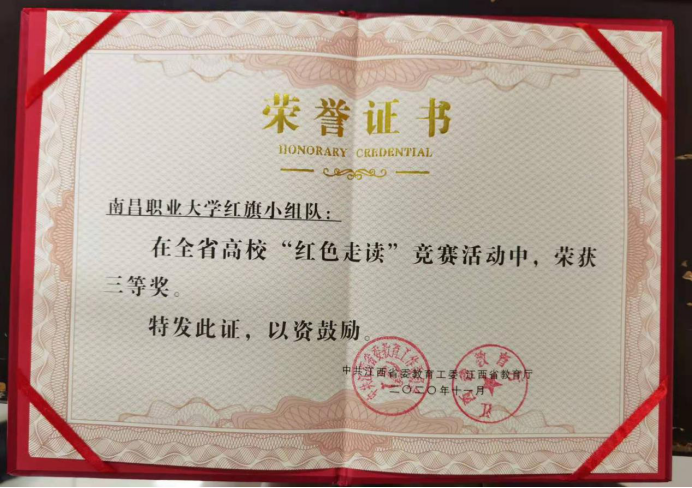 荣誉证书
HONORARY CREDENTIAL
南昌职业大学红旗小组队：
在全省高校“红色走读”竞赛活动中，荣获
三等奖。
特发此证，以资鼓励。
中共江西省委教育工委 江西省教育厅
二〇二〇年十一月